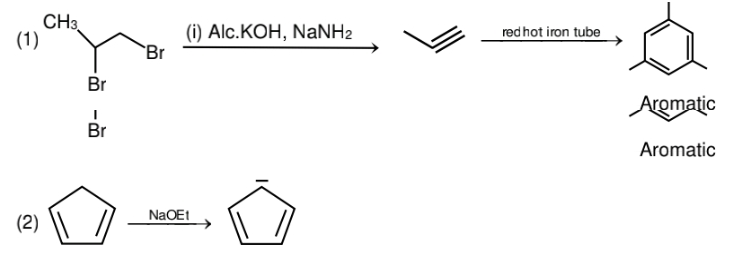 (1) CH₃ Br (i) Alc.KOH, NaNH₂ red hot iron tube
Br
Br
Aromatic
Aromatic
(2) NaOEt